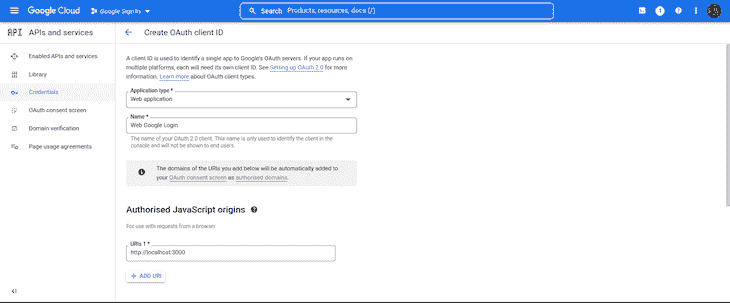 Google Cloud
Google Sign In
Search Products, resources, docs (/)
1
API APIs and services
Create OAuth client ID
Enabled APIs and services
Library
Credentials
OAuth consent screen
Domain verification
Page usage agreements
A client ID is used to identify a single app to Google's OAuth servers. If your app runs on
multiple platforms, each will need its own client ID. See Setting up OAuth 2.0 for more
information. Learn more about OAuth client types.
Application type *
Web application
Name *
Web Google Login
The name of your OAuth 2.0 client. This name is only used to identify the client in the
console and will not be shown to end users.
The domains of the URIs you add below will be automatically added to
your OAuth consent screen as authorised domains.
Authorised JavaScript origins
For use with requests from a browser
URIs 1 *
http://localhost:3000
+ ADD URI